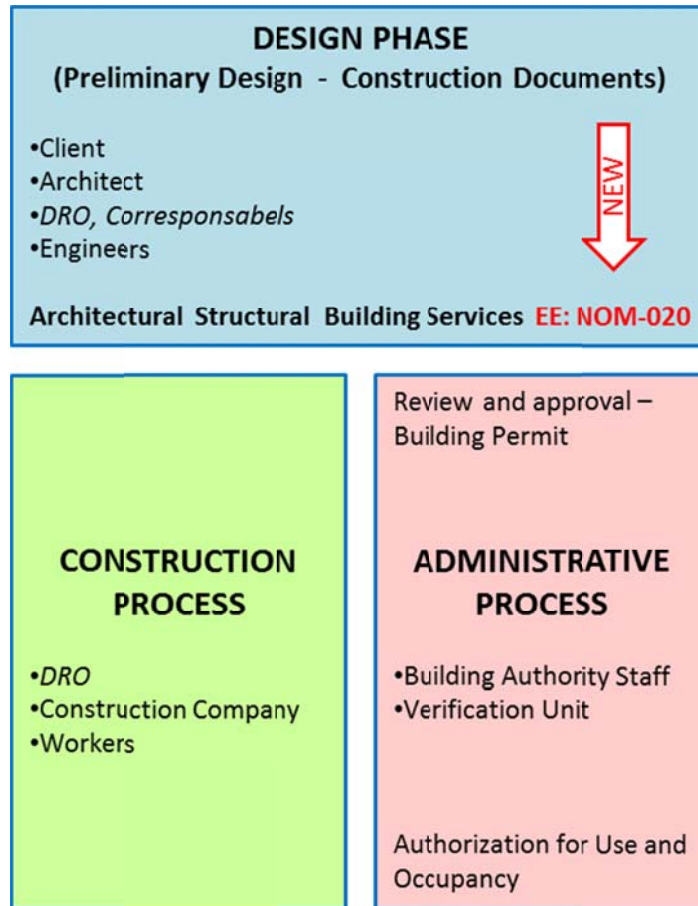 DESIGN PHASE
(Preliminary Design - Construction Documents)
•Client
•Architect
•DRO, Corresponsabels
•Engineers
NEW
Architectural Structural Building Services EE: NOM-020
CONSTRUCTION
PROCESS
•DRO
•Construction Company
•Workers
Review and approval –
Building Permit
ADMINISTRATIVE
PROCESS
•Building Authority Staff
•Verification Unit
Authorization for Use and
Occupancy